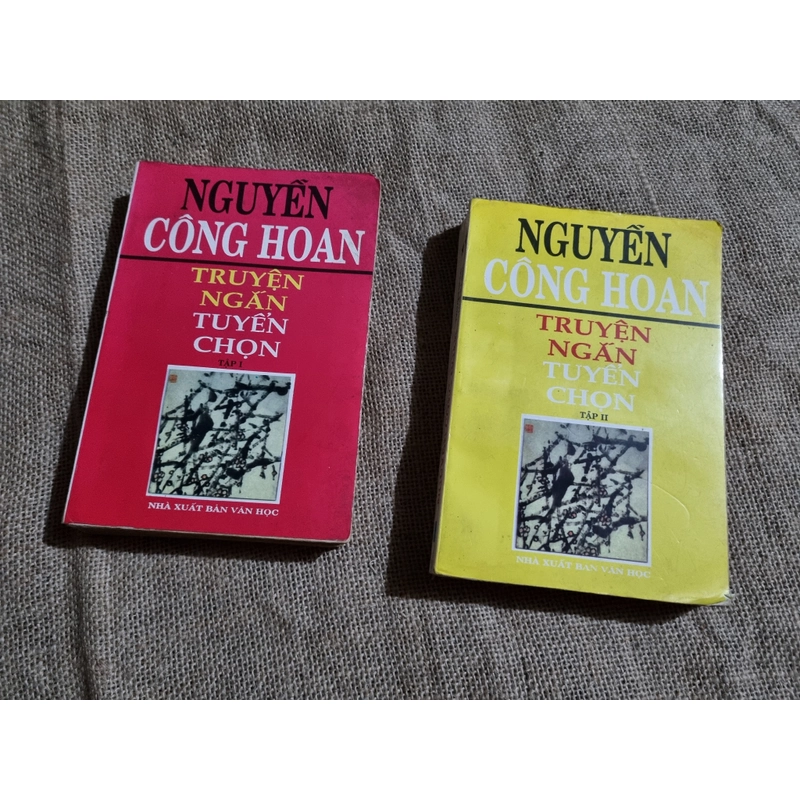 NGUYỄN
CÔNG HOAN
TRUYỆN
NGẮN
TUYỂN
CHỌN
TẬP I
NHÀ XUẤT BẢN VĂN HỌC
NGUYỄN
CÔNG HOAN
TRUYỆN
NGẮN
TUYỂN
CHỌN
TẬP II
NHÀ XUẤT BẢN VĂN HỌC